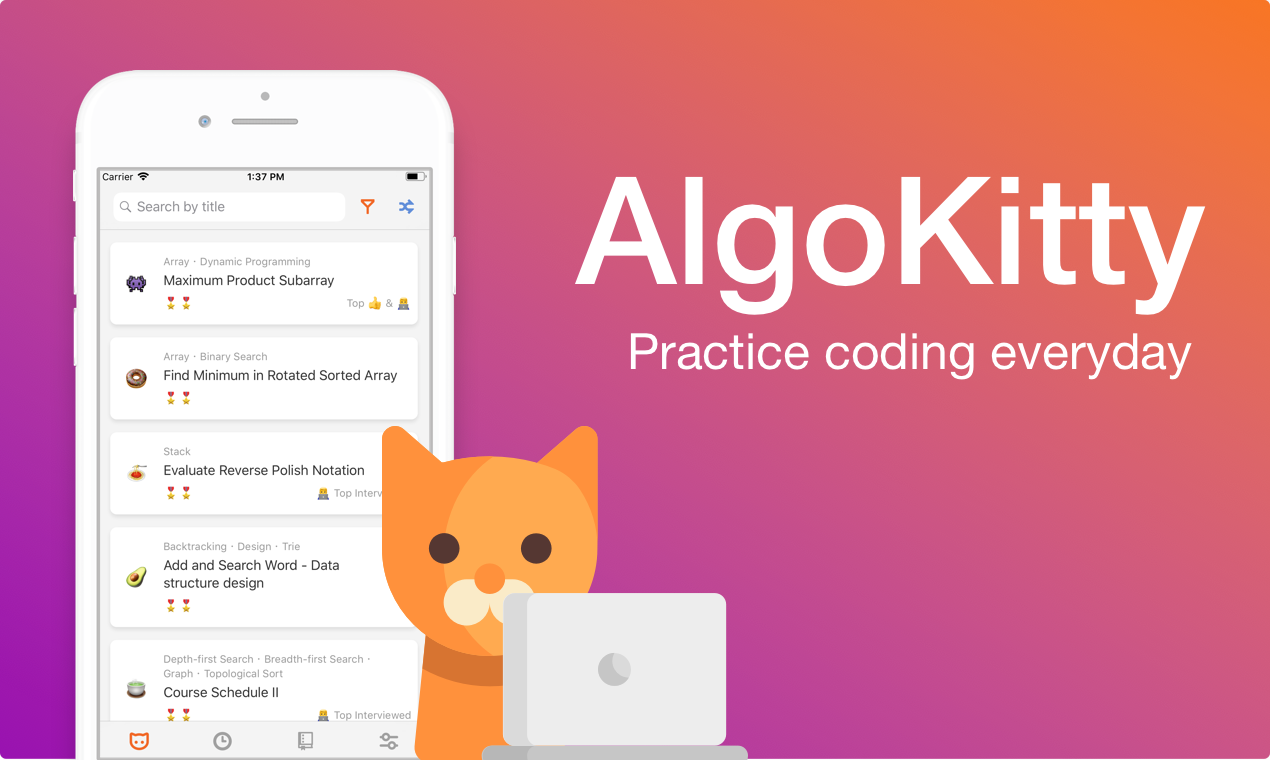 Carrier 1:37 PM
Search by title
Array · Dynamic Programming
Maximum Product Subarray
Top 👍 & 👩‍💻
Array · Binary Search
Find Minimum in Rotated Sorted Array
Stack
Evaluate Reverse Polish Notation
Top Interv
Backtracking · Design · Trie
Add and Search Word - Data
structure design
Depth-first Search · Breadth-first Search ·
Graph · Topological Sort
Course Schedule II
Top Interviewed
AlgoKitty
Practice coding everyday